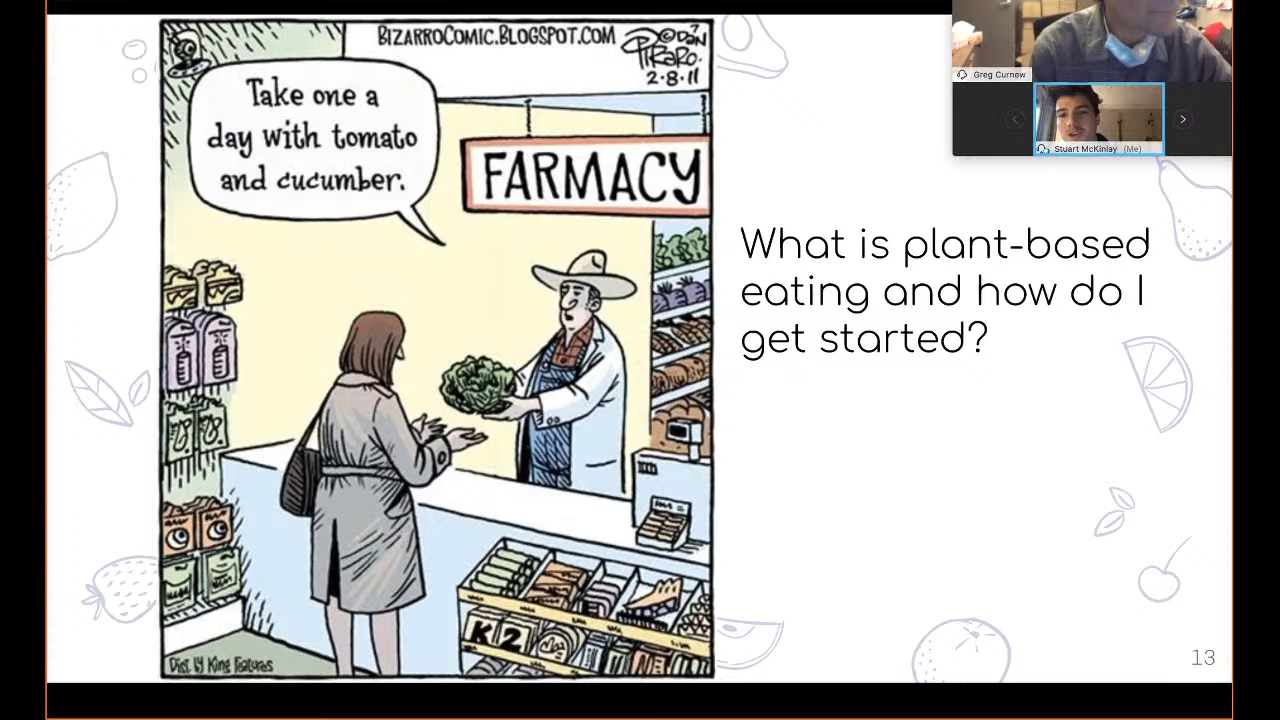 BIZARROCOMIC.BLOGSPOT.COM
©DAN
PIRARO.
2·8·11
Take one a
day with tomato
and cucumber.
FARMACY
K2
Dist. by King Features
What is plant-based
eating and how do I
get started?
Greg Curnew
Stuart McKinlay (Me)
13